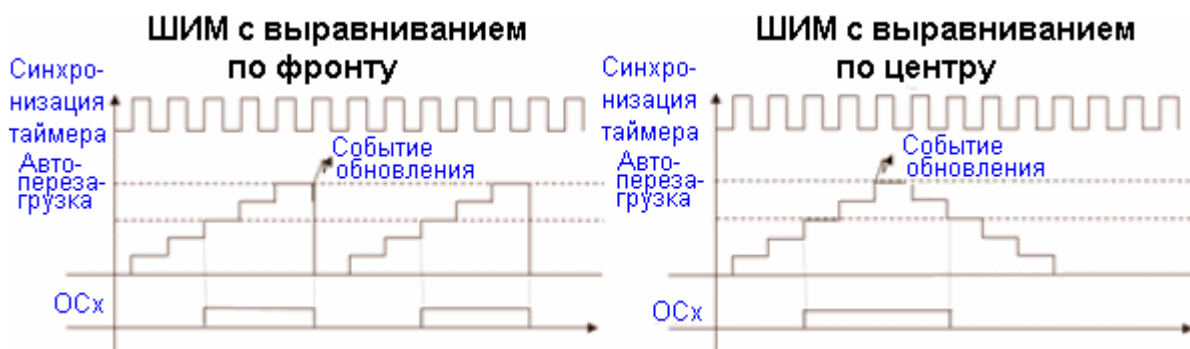 ШИМ с выравниванием
по фронту
Синхро-
низация
таймера
Авто-
переза-
грузка
Событие
обновления
OCx
ШИМ с выравниванием
по центру
Синхро-
низация
таймера
Авто-
переза-
грузка
Событие
обновления
OCx